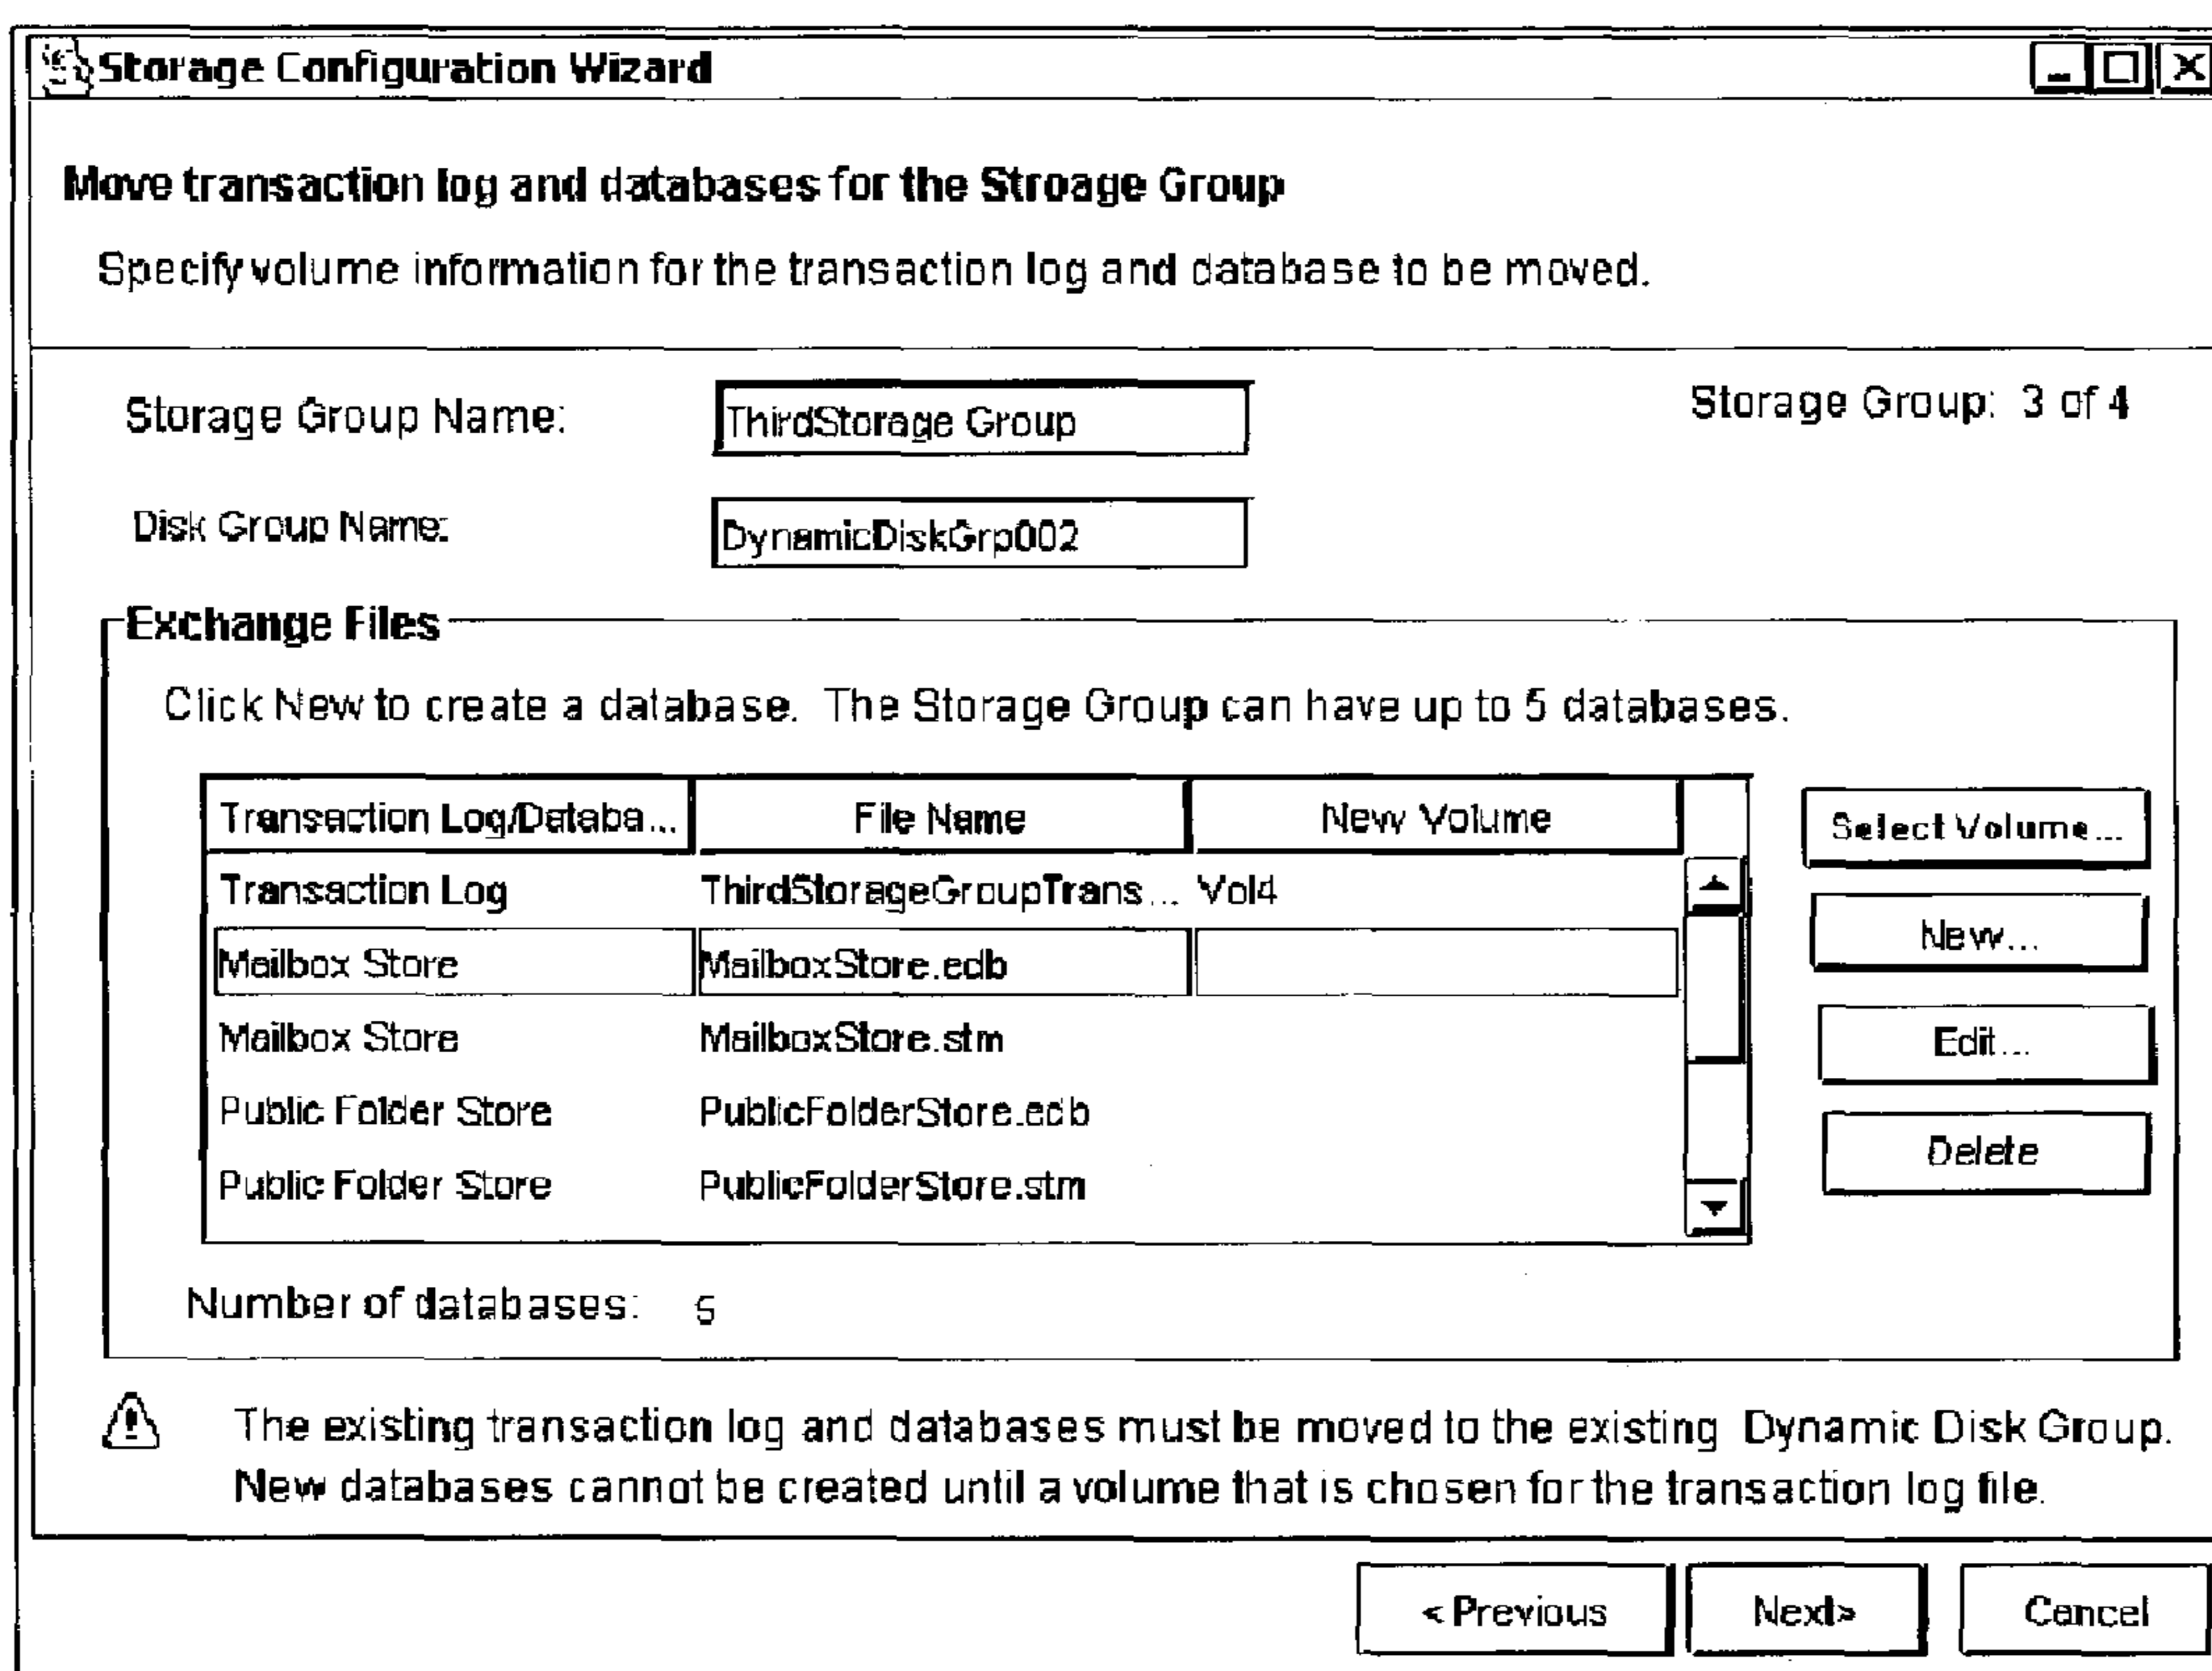 Storage Configuration Wizard
Move transaction log and databases for the Stroage Group
Specify volume information for the transaction log and database to be moved.
Storage Group Name: ThirdStorage Group Storage Group: 3 of 4
Disk Group Name: DynamicDiskGrp002
Exchange Files
Click New to create a database. The Storage Group can have up to 5 databases.
Transaction Log/Databa... File Name New Volume Select Volume...
Transaction Log ThirdStorageGroupTrans... Vol4
New...
Mailbox Store MailboxStore.edb
Mailbox Store MailboxStore.stm Edit...
Public Folder Store PublicFolderStore.edb
Delete
Public Folder Store PublicFolderStore.stm
Number of databases: 5
The existing transaction log and databases must be moved to the existing Dynamic Disk Group.
New databases cannot be created until a volume that is chosen for the transaction log file.
< Previous Next> Cancel